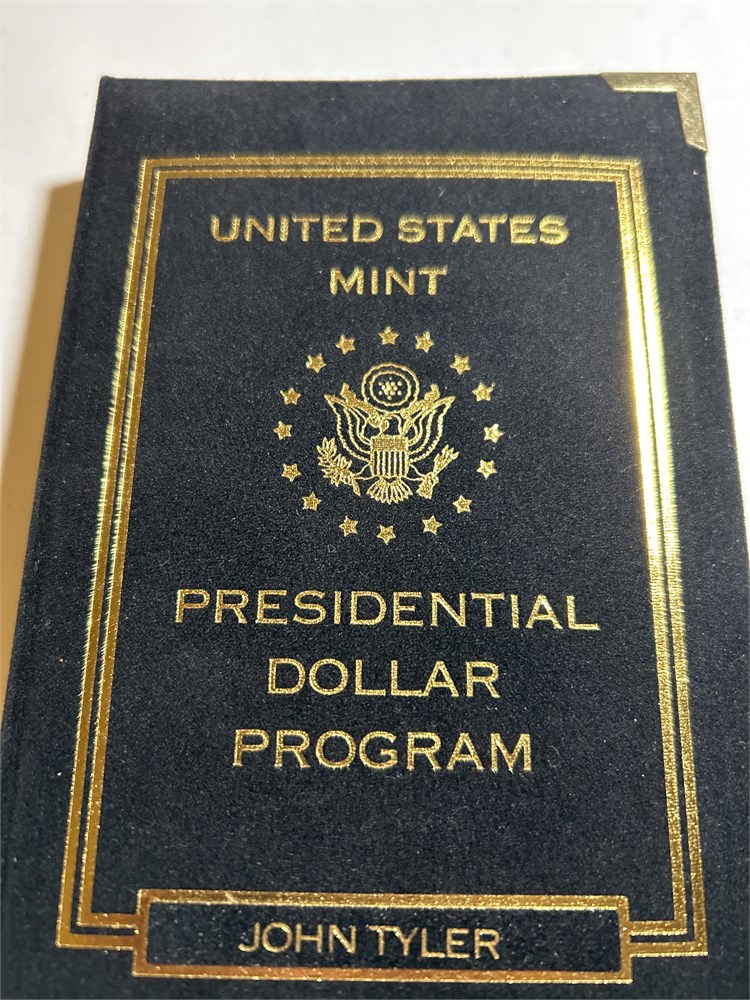 UNITED STATES
MINT
PRESIDENTIAL
DOLLAR
PROGRAM
JOHN TYLER